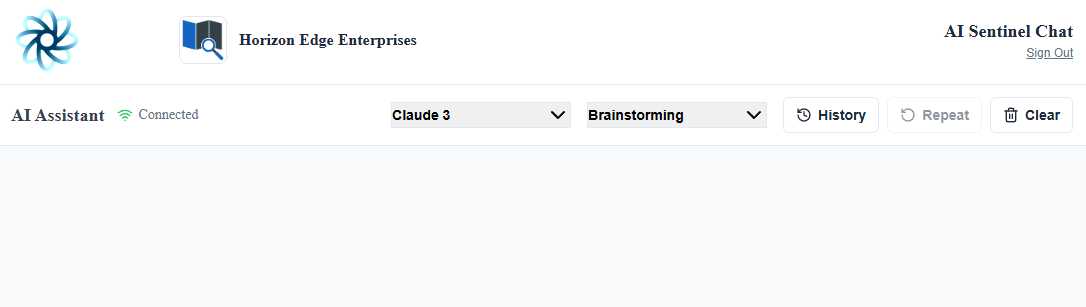 Horizon Edge Enterprises
AI Sentinel Chat
Sign Out
AI Assistant
Connected
Claude 3
Brainstorming
History
Repeat
Clear